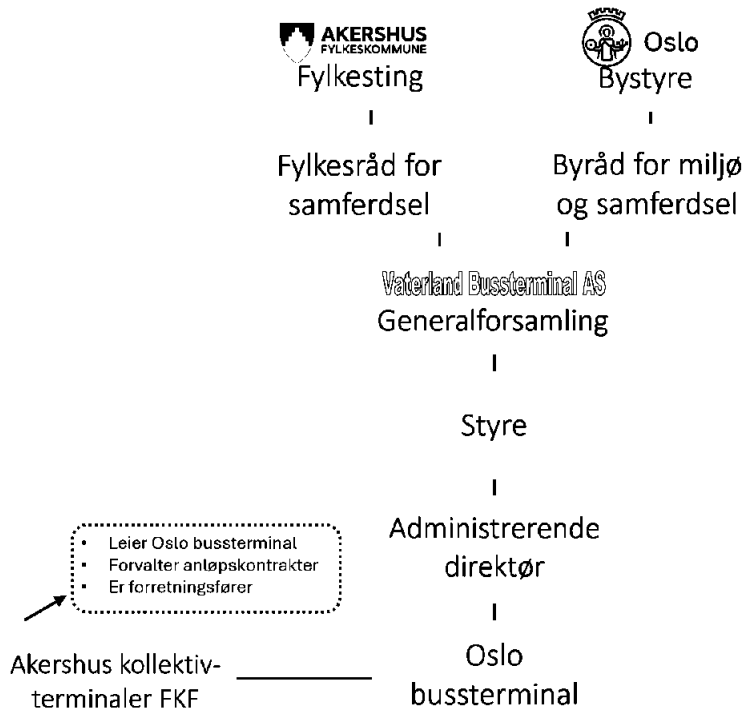 AKERSHUS
FYLKESKOMMUNE
Fylkesting
Oslo
Bystyre
Fylkesråd for
samferdsel
Byråd for miljø
og samferdsel
Vaterland Bussterminal AS
Generalforsamling
Styre
Administrerende
direktør
• Leier Oslo bussterminal
• Forvalter anløpskontrakter
• Er forretningsfører
Akershus kollektiv-
terminaler FKF
Oslo
bussterminal